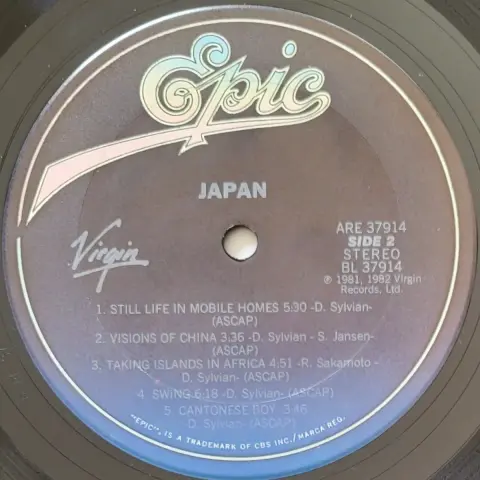 Epic
JAPAN
Virgin
ARE 37914
SIDE 2
STEREO
BL 37914
℗ 1981, 1982 Virgin
Records, Ltd.
1. STILL LIFE IN MOBILE HOMES 5:30 -D. Sylvian-
(ASCAP)
2. VISIONS OF CHINA 3:36 -D. Sylvian - S. Jansen-
(ASCAP)
3. TAKING ISLANDS IN AFRICA 4:51 -R. Sakamoto -
D. Sylvian- (ASCAP)
4. SWING 6:18 -D. Sylvian- (ASCAP)
5. CANTONESE BOY 3:46
D. Sylvian- (ASCAP)
"EPIC", IS A TRADEMARK OF CBS INC./MARCA REG.